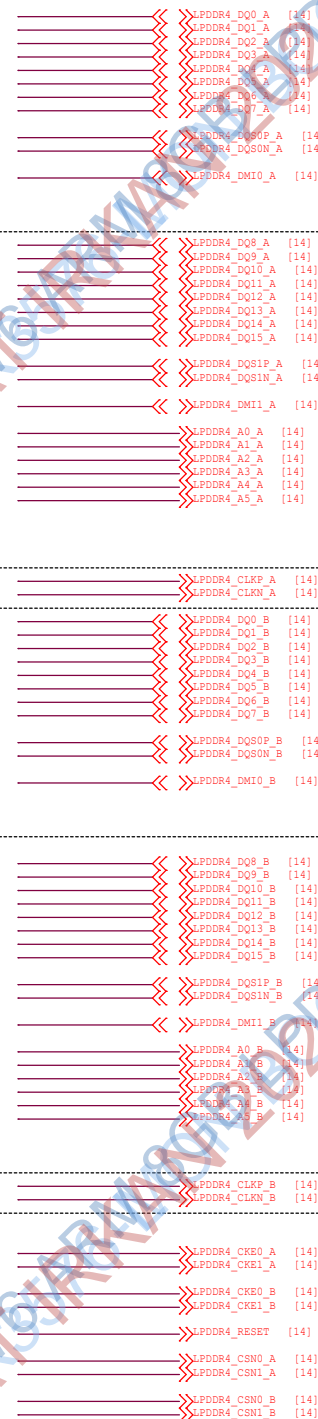 LPDDR4_DQ0_A [14]
LPDDR4_DQ1_A [14]
LPDDR4_DQ2_A [14]
LPDDR4_DQ3_A [14]
LPDDR4_DQ4_A [14]
LPDDR4_DQ5_A [14]
LPDDR4_DQ6_A [14]
LPDDR4_DQ7_A [14]
LPDDR4_DQS0P_A [14
LPDDR4_DQS0N_A [14
LPDDR4_DMI0_A [14]
LPDDR4_DQ8_A [14]
LPDDR4_DQ9_A [14]
LPDDR4_DQ10_A [14]
LPDDR4_DQ11_A [14]
LPDDR4_DQ12_A [14]
LPDDR4_DQ13_A [14]
LPDDR4_DQ14_A [14]
LPDDR4_DQ15_A [14]
LPDDR4_DQS1P_A [14
LPDDR4_DQS1N_A [14
LPDDR4_DMI1_A [14]
LPDDR4_A0_A [14]
LPDDR4_A1_A [14]
LPDDR4_A2_A [14]
LPDDR4_A3_A [14]
LPDDR4_A4_A [14]
LPDDR4_A5_A [14]
LPDDR4_CLKP_A [14]
LPDDR4_CLKN_A [14]
LPDDR4_DQ0_B [14]
LPDDR4_DQ1_B [14]
LPDDR4_DQ2_B [14]
LPDDR4_DQ3_B [14]
LPDDR4_DQ4_B [14]
LPDDR4_DQ5_B [14]
LPDDR4_DQ6_B [14]
LPDDR4_DQ7_B [14]
LPDDR4_DQS0P_B [14
LPDDR4_DQS0N_B [14
LPDDR4_DMI0_B [14]
LPDDR4_DQ8_B [14]
LPDDR4_DQ9_B [14]
LPDDR4_DQ10_B [14]
LPDDR4_DQ11_B [14]
LPDDR4_DQ12_B [14]
LPDDR4_DQ13_B [14]
LPDDR4_DQ14_B [14]
LPDDR4_DQ15_B [14]
LPDDR4_DQS1P_B [14
LPDDR4_DQS1N_B [14
LPDDR4_DMI1_B [14]
LPDDR4_A0_B [14]
LPDDR4_A1_B [14]
LPDDR4_A2_B [14]
LPDDR4_A3_B [14]
LPDDR4_A4_B [14]
LPDDR4_A5_B [14]
LPDDR4_CLKP_B [14]
LPDDR4_CLKN_B [14]
LPDDR4_CKE0_A [14]
LPDDR4_CKE1_A [14]
LPDDR4_CKE0_B [14]
LPDDR4_CKE1_B [14]
LPDDR4_RESET [14]
LPDDR4_CSN0_A [14]
LPDDR4_CSN1_A [14]
LPDDR4_CSN0_B [14]
LPDDR4_CSN1_B [14]